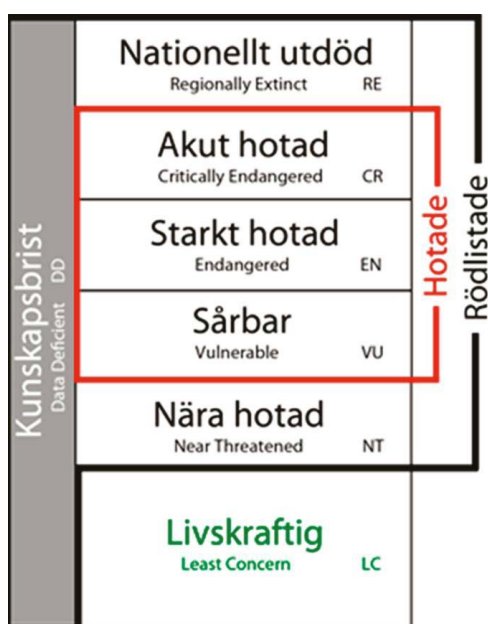 Nationellt utdöd
Regionally Extinct RE
Akut hotad
Critically Endangered CR
Starkt hotad
Endangered EN
Sårbar
Vulnerable VU
Nära hotad
Near Threatened NT
Livskraftig
Least Concern LC
Kunskapsbrist
Data Deficient DD
Hotade
Rödlistade